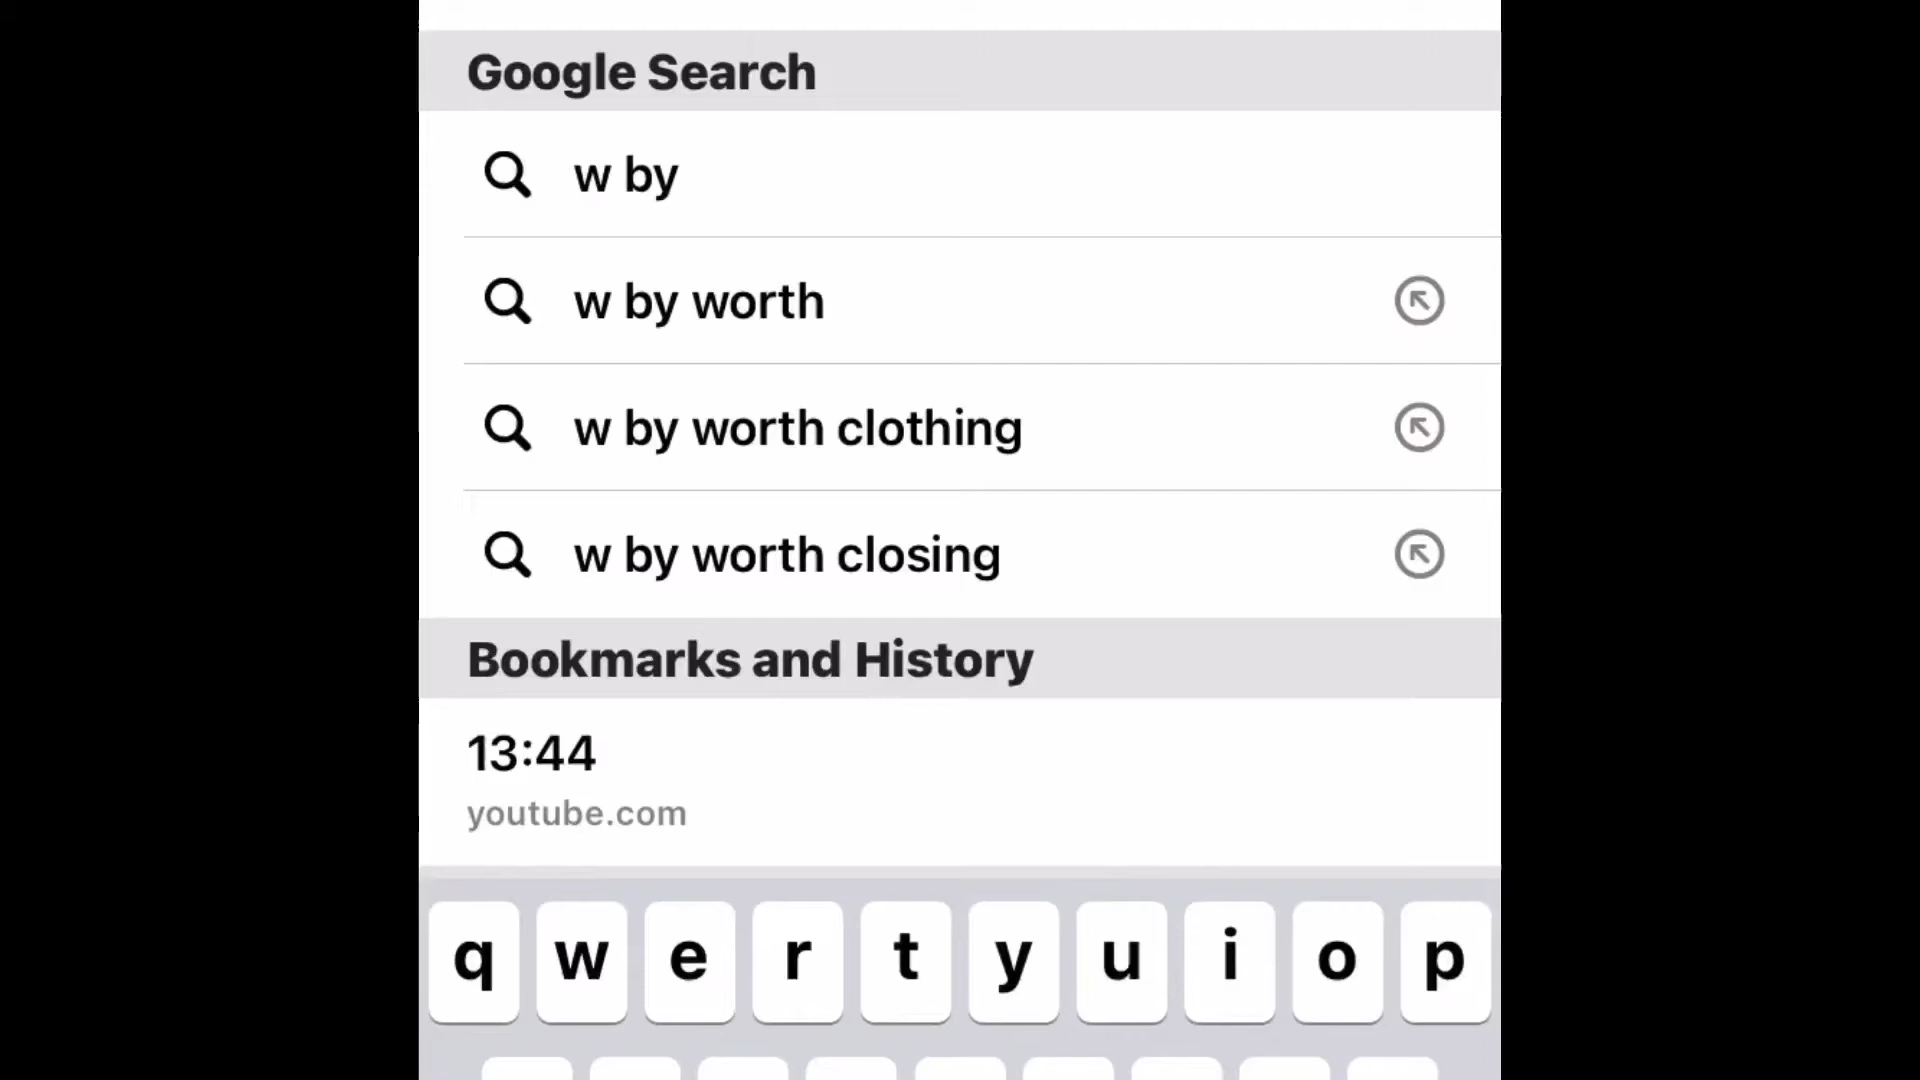 Google Search
w by
w by worth
w by worth clothing
w by worth closing
Bookmarks and History
13:44
youtube.com
q w e r t y u i o p